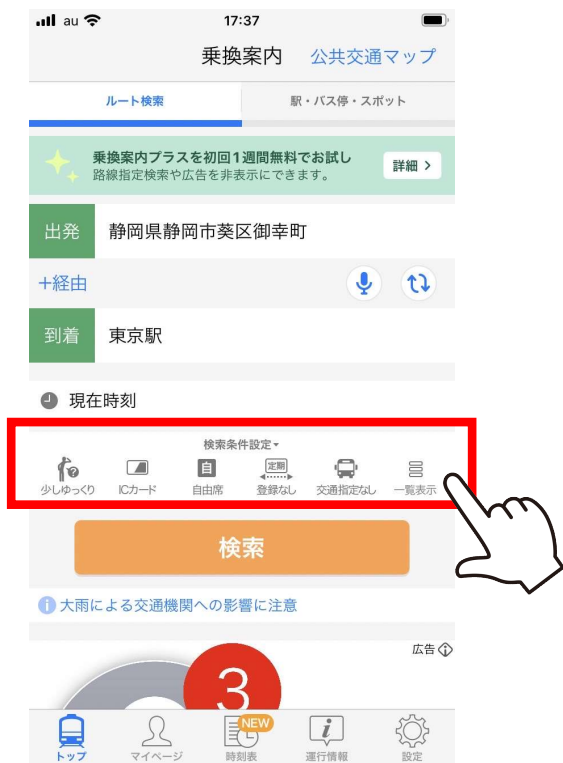 au 17:37
乗換案内 公共交通マップ
ルート検索 駅・バス停・スポット
乗換案内プラスを初回1週間無料でお試し
路線指定検索や広告を非表示にできます。
詳細 >
出発 静岡県静岡市葵区御幸町
+経由
到着 東京駅
現在時刻
検索条件設定▾
自 定期
少しゆっくり ICカード 自由席 登録なし 交通指定なし 一覧表示
検索
i 大雨による交通機関への影響に注意
広告
3
NEW
トップ マイページ 時刻表 運行情報 設定